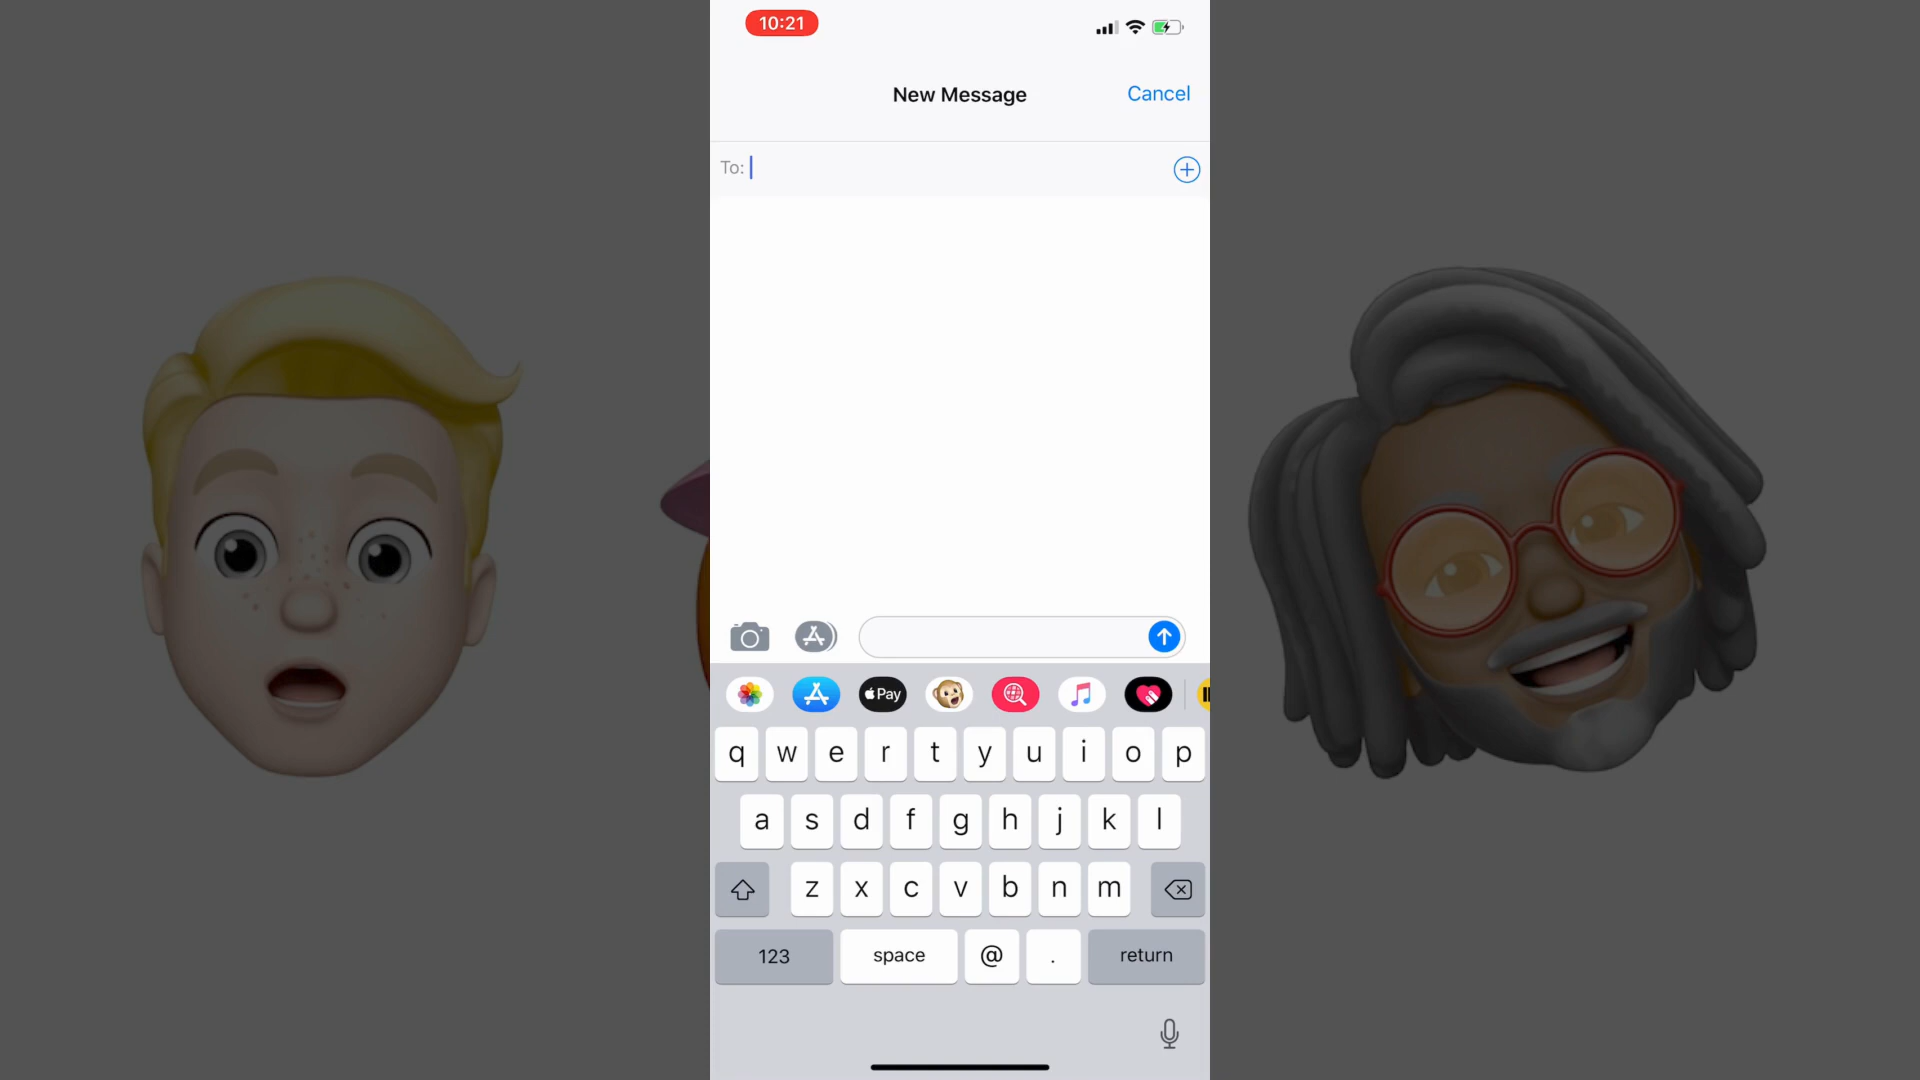 10:21
New Message
Cancel
To:
Pay
q w e r t y u i o p
a s d f g h j k l
z x c v b n m
123 space @ . return